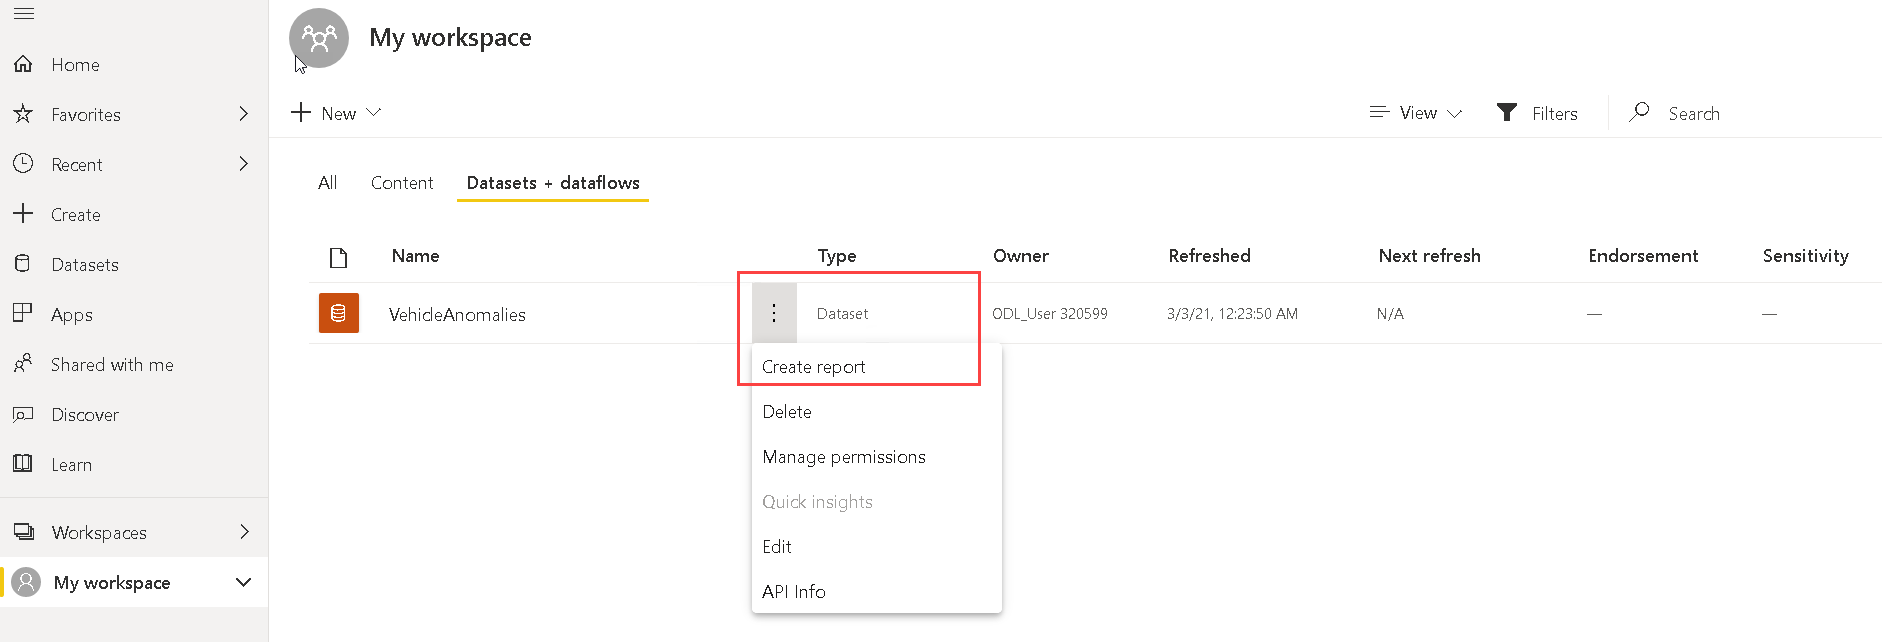 My workspace
Home
Favorites
Recent
Create
Datasets
Apps
Shared with me
Discover
Learn
Workspaces
My workspace
New
View
Filters
Search
All Content Datasets + dataflows
Name Type Owner Refreshed Next refresh Endorsement Sensitivity
VehicleAnomalies Dataset ODL_User 320599 3/3/21, 12:23:50 AM N/A — —
Create report
Delete
Manage permissions
Quick insights
Edit
API Info